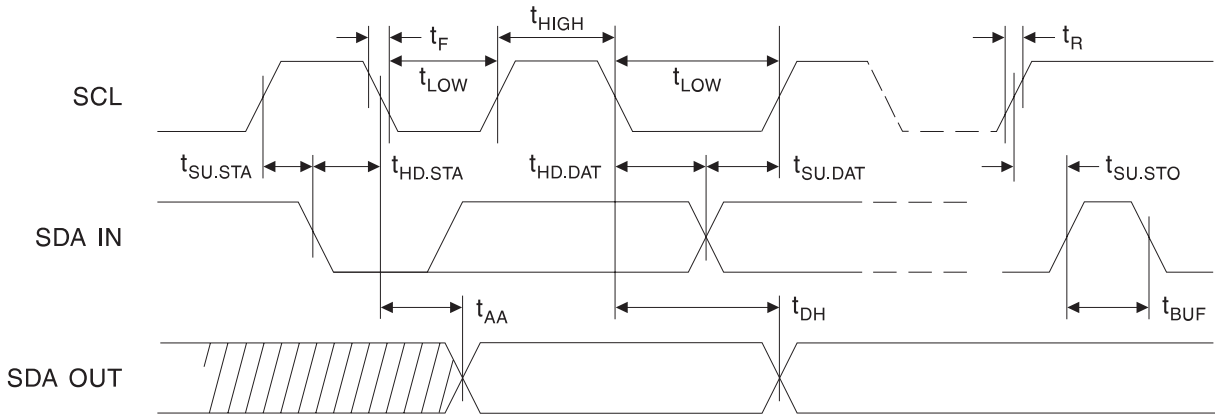 tHIGH
tF
tR
tLOW
tLOW
SCL
tSU.STA
tHD.STA
tHD.DAT
tSU.DAT
tSU.STO
SDA IN
tAA
tDH
tBUF
SDA OUT